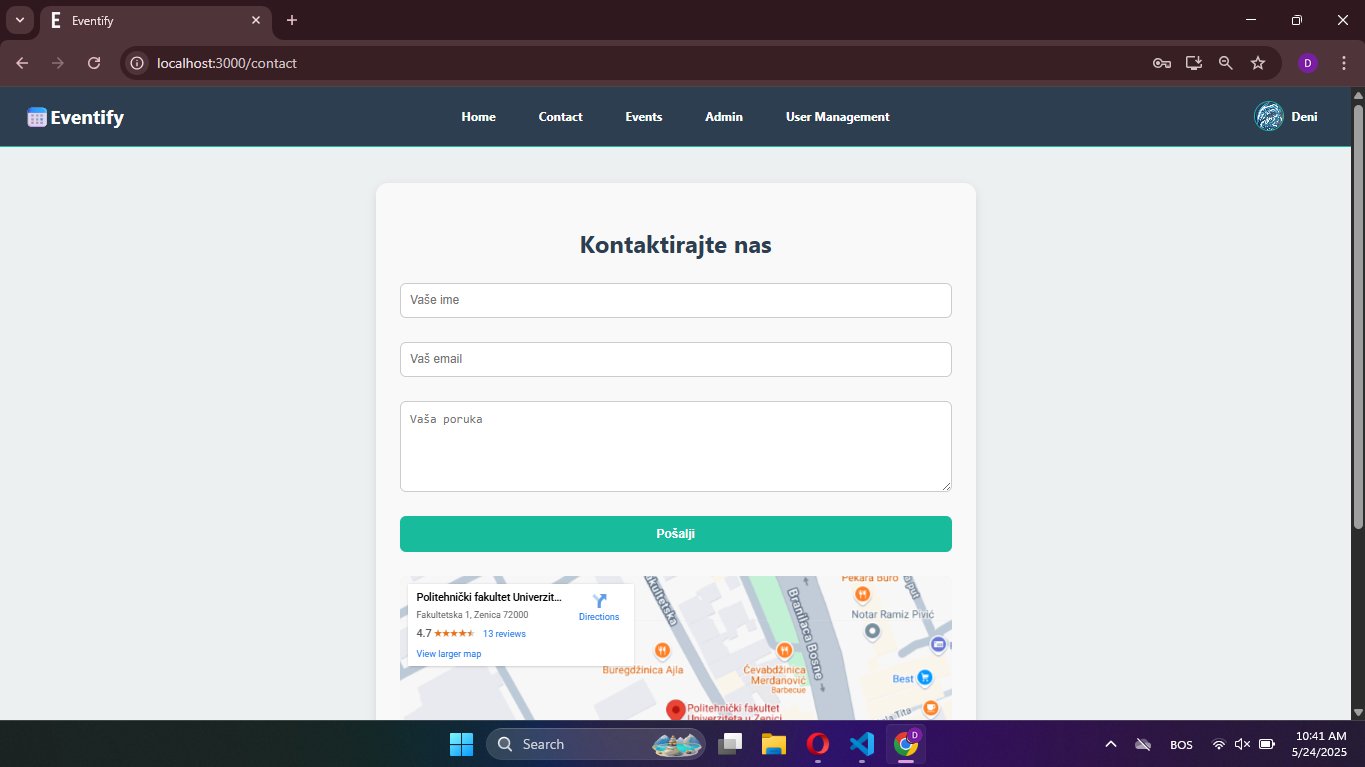 Eventify
localhost:3000/contact
D
Eventify
Home Contact Events Admin User Management
Deni
Kontaktirajte nas
Vaše ime
Vaš email
Vaša poruka
Pošalji
Politehnički fakultet Univerzit...
Fakultetska 1, Zenica 72000
Directions
4.7 13 reviews
View larger map
Branilaca Bosne
Pekara Buro
Notar Ramiz Pivić
Buregdžinica Ajla
Ćevabdžinica
Merdanović
Barbecue
Best
Politehnički fakultet
Univerziteta u Zenici
Search
D
BOS
10:41 AM
5/24/2025